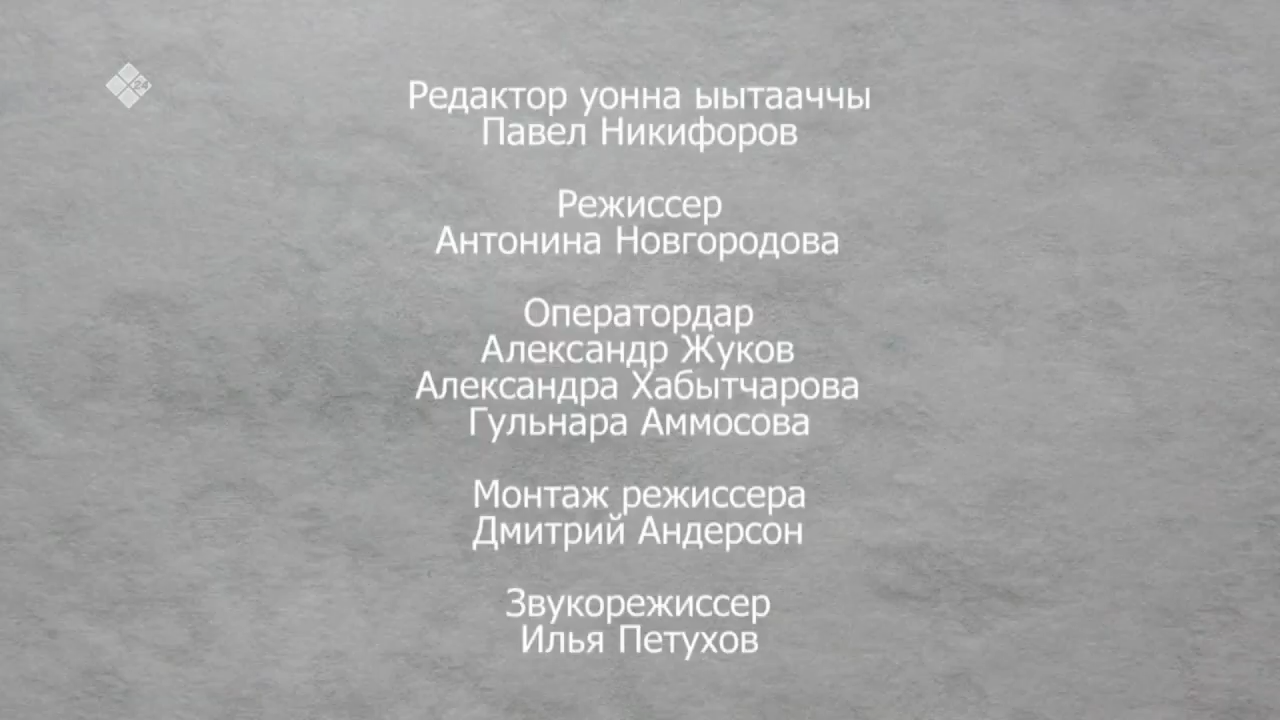 24
Редактор уонна ыытааччы
Павел Никифоров
Режиссер
Антонина Новгородова
Оператордар
Александр Жуков
Александра Хабытчарова
Гульнара Аммосова
Монтаж режиссера
Дмитрий Андерсон
Звукорежиссер
Илья Петухов